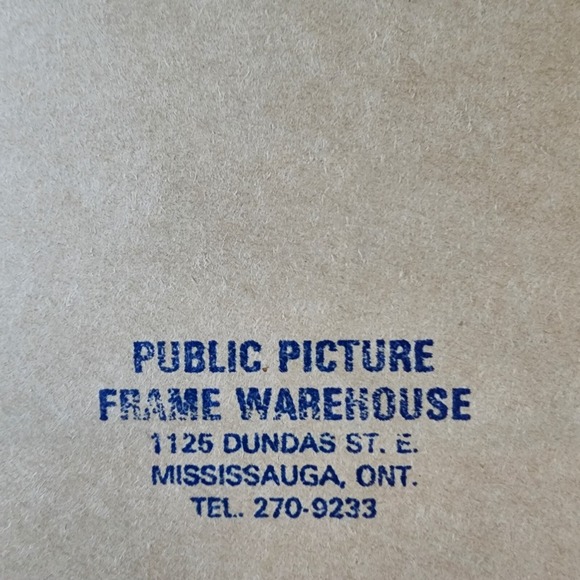 PUBLIC PICTURE
FRAME WAREHOUSE
1125 DUNDAS ST. E.
MISSISSAUGA, ONT.
TEL. 270-9233